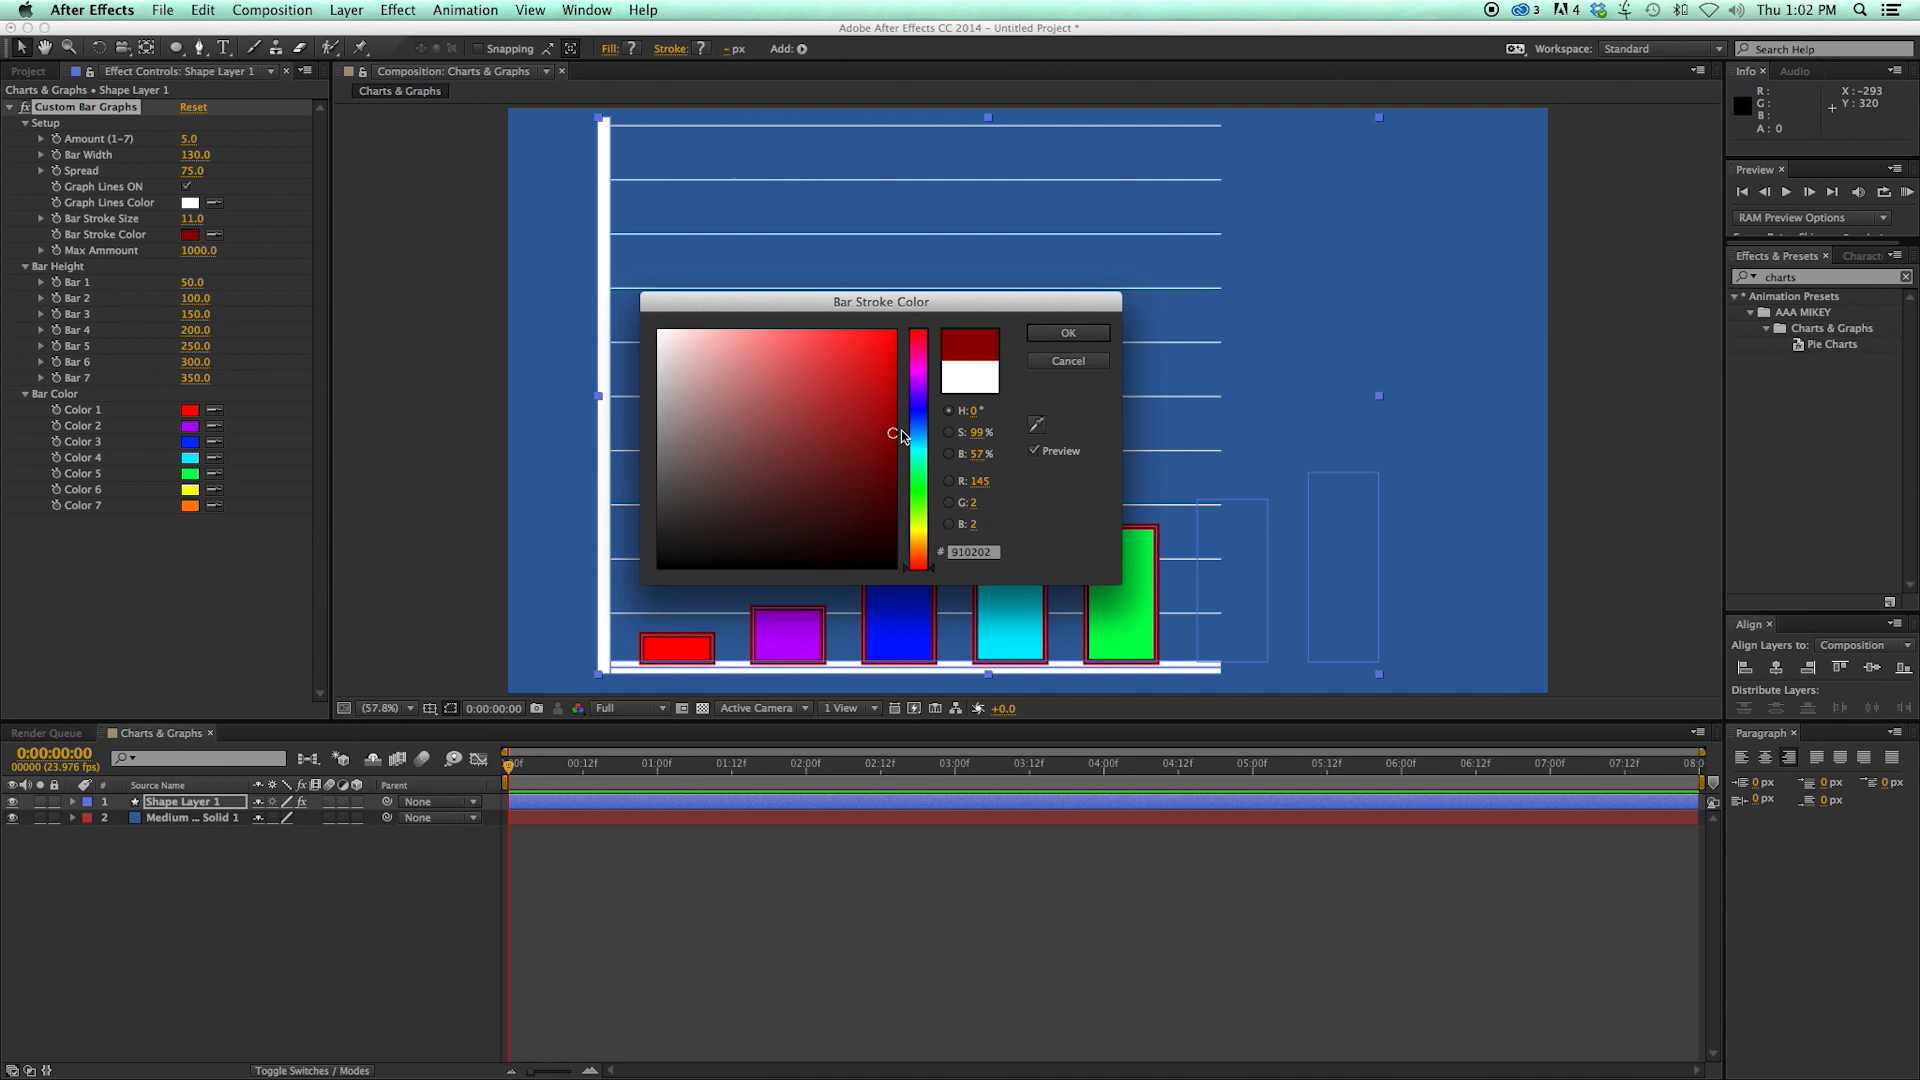 After Effects File Edit Composition Layer Effect Animation View Window Help 3 4 Thu 1:02 PM
Adobe After Effects CC 2014 - Untitled Project *
Snapping Fill: ? Stroke: ? - px Add: Workspace: Standard Search Help
Project Effect Controls: Shape Layer 1 Composition: Charts & Graphs Info Audio
Charts & Graphs • Shape Layer 1 Charts & Graphs
R: X: -293
G: Y: 320
B:
A: 0
fx Custom Bar Graphs Reset
Setup
Amount (1-7) 5.0
Bar Width 130.0
Spread 75.0
Graph Lines ON
Graph Lines Color
Bar Stroke Size 11.0
Bar Stroke Color
Max Ammount 1000.0
Bar Height
Bar 1 50.0
Bar 2 100.0
Bar 3 150.0
Bar 4 200.0
Bar 5 250.0
Bar 6 300.0
Bar 7 350.0
Bar Color
Color 1
Color 2
Color 3
Color 4
Color 5
Color 6
Color 7
Bar Stroke Color
OK
Cancel
H: 0 °
S: 99 %
B: 57 %
Preview
R: 145
G: 2
B: 2
# 910202
Preview
RAM Preview Options
Effects & Presets Charact
charts
* Animation Presets
AAA MIKEY
Charts & Graphs
Pie Charts
Align
Align Layers to: Composition
Distribute Layers:
(57.8%) 0:00:00:00 Full Active Camera 1 View +0.0
Render Queue Charts & Graphs
0:00:00:00
00000 (23.976 fps)
00f 00:12f 01:00f 01:12f 02:00f 02:12f 03:00f 03:12f 04:00f 04:12f 05:00f 05:12f 06:00f 06:12f 07:00f 07:12f 08:0
# Source Name fx Parent
1 Shape Layer 1 fx None
2 Medium ... Solid 1 None
Paragraph
0 px 0 px 0 px
0 px 0 px
Toggle Switches / Modes